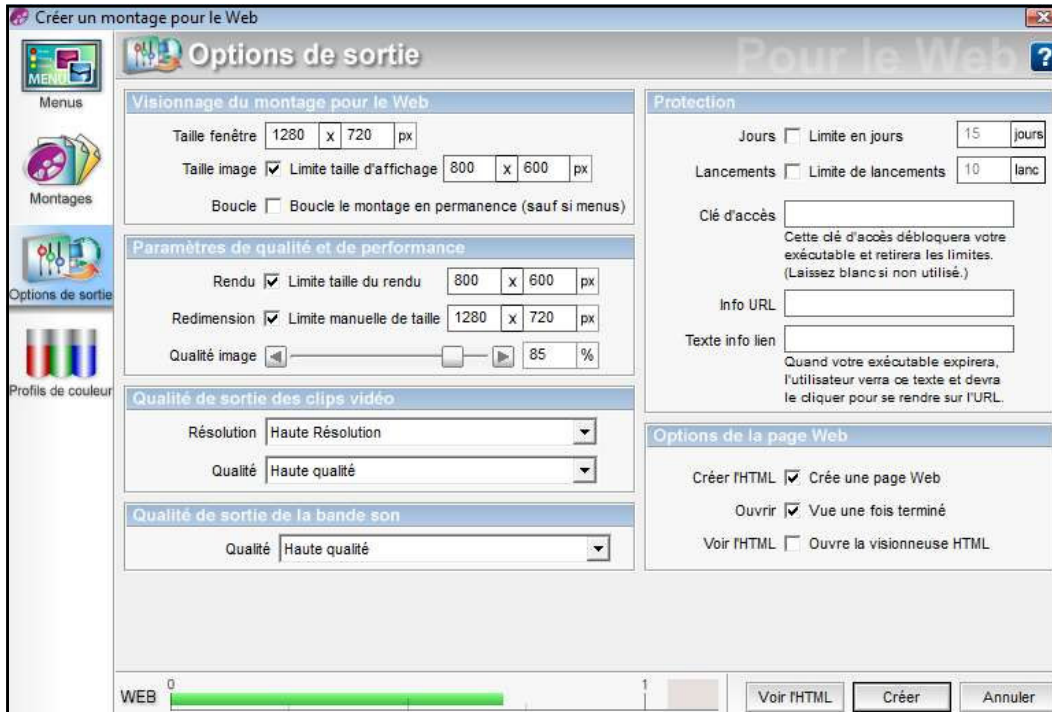 Créer un montage pour le Web
MENU
Menus
Montages
Options de sortie
Profils de couleur
Options de sortie
Pour le Web
?
Visionnage du montage pour le Web
Taille fenêtre 1280 x 720 px
Taille image Limite taille d'affichage 800 x 600 px
Boucle Boucle le montage en permanence (sauf si menus)
Paramètres de qualité et de performance
Rendu Limite taille du rendu 800 x 600 px
Redimension Limite manuelle de taille 1280 x 720 px
Qualité image 85 %
Qualité de sortie des clips vidéo
Résolution Haute Résolution
Qualité Haute qualité
Qualité de sortie de la bande son
Qualité Haute qualité
Protection
Jours Limite en jours 15 jours
Lancements Limite de lancements 10 lanc
Clé d'accès
Cette clé d'accès débloquera votre
exécutable et retirera les limites.
(Laissez blanc si non utilisé.)
Info URL
Texte info lien
Quand votre exécutable expirera,
l'utilisateur verra ce texte et devra
le cliquer pour se rendre sur l'URL.
Options de la page Web
Créer l'HTML Crée une page Web
Ouvrir Vue une fois terminé
Voir l'HTML Ouvre la visionneuse HTML
WEB 0 1
Voir l'HTML Créer Annuler